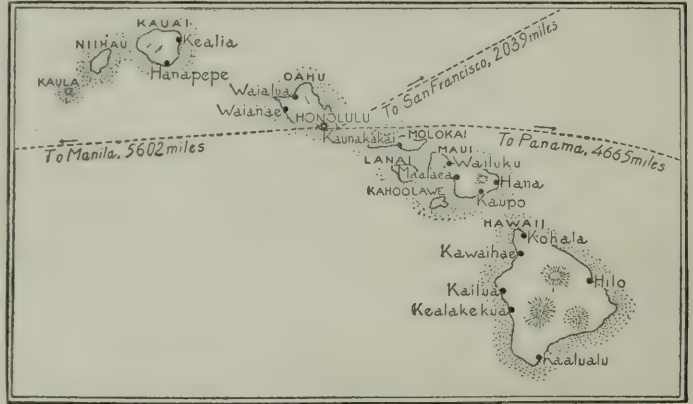 KAUAI
Kealia
NIIHAU
Hanapepe
KAULA
OAHU
Waialua
Waianae
HONOLULU
To San Francisco, 2039 miles
To Manila, 5602 miles
Kaunakakai
MOLOKAI
To Panama, 4665 miles
MAUI
LANAI
Wailuku
Maalaea
Hana
KAHOOLAWE
Kaupo
HAWAII
Kohala
Kawaihae
Hilo
Kailua
Kealakekua
Kaalualu